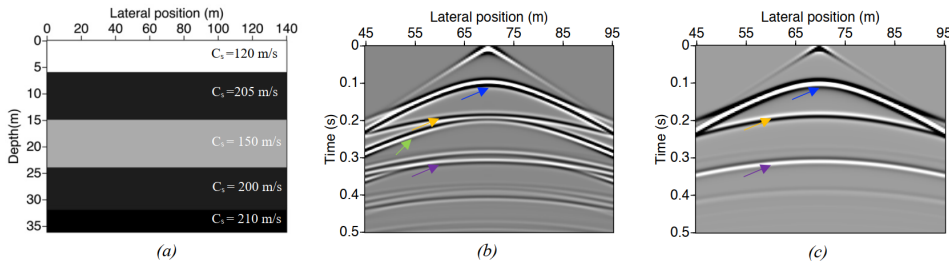 Lateral position (m)
0 20 40 60 80 100 120 140
Depth(m)
0
5
10
15
20
25
30
35
Cₛ=120 m/s
Cₛ=205 m/s
Cₛ = 150 m/s
Cₛ = 200 m/s
Cₛ = 210 m/s
(a)
Lateral position (m)
45 55 65 75 85 95
Time (s)
0
0.1
0.2
0.3
0.4
0.5
(b)
Lateral position (m)
45 55 65 75 85 95
Time (s)
0
0.1
0.2
0.3
0.4
0.5
(c)